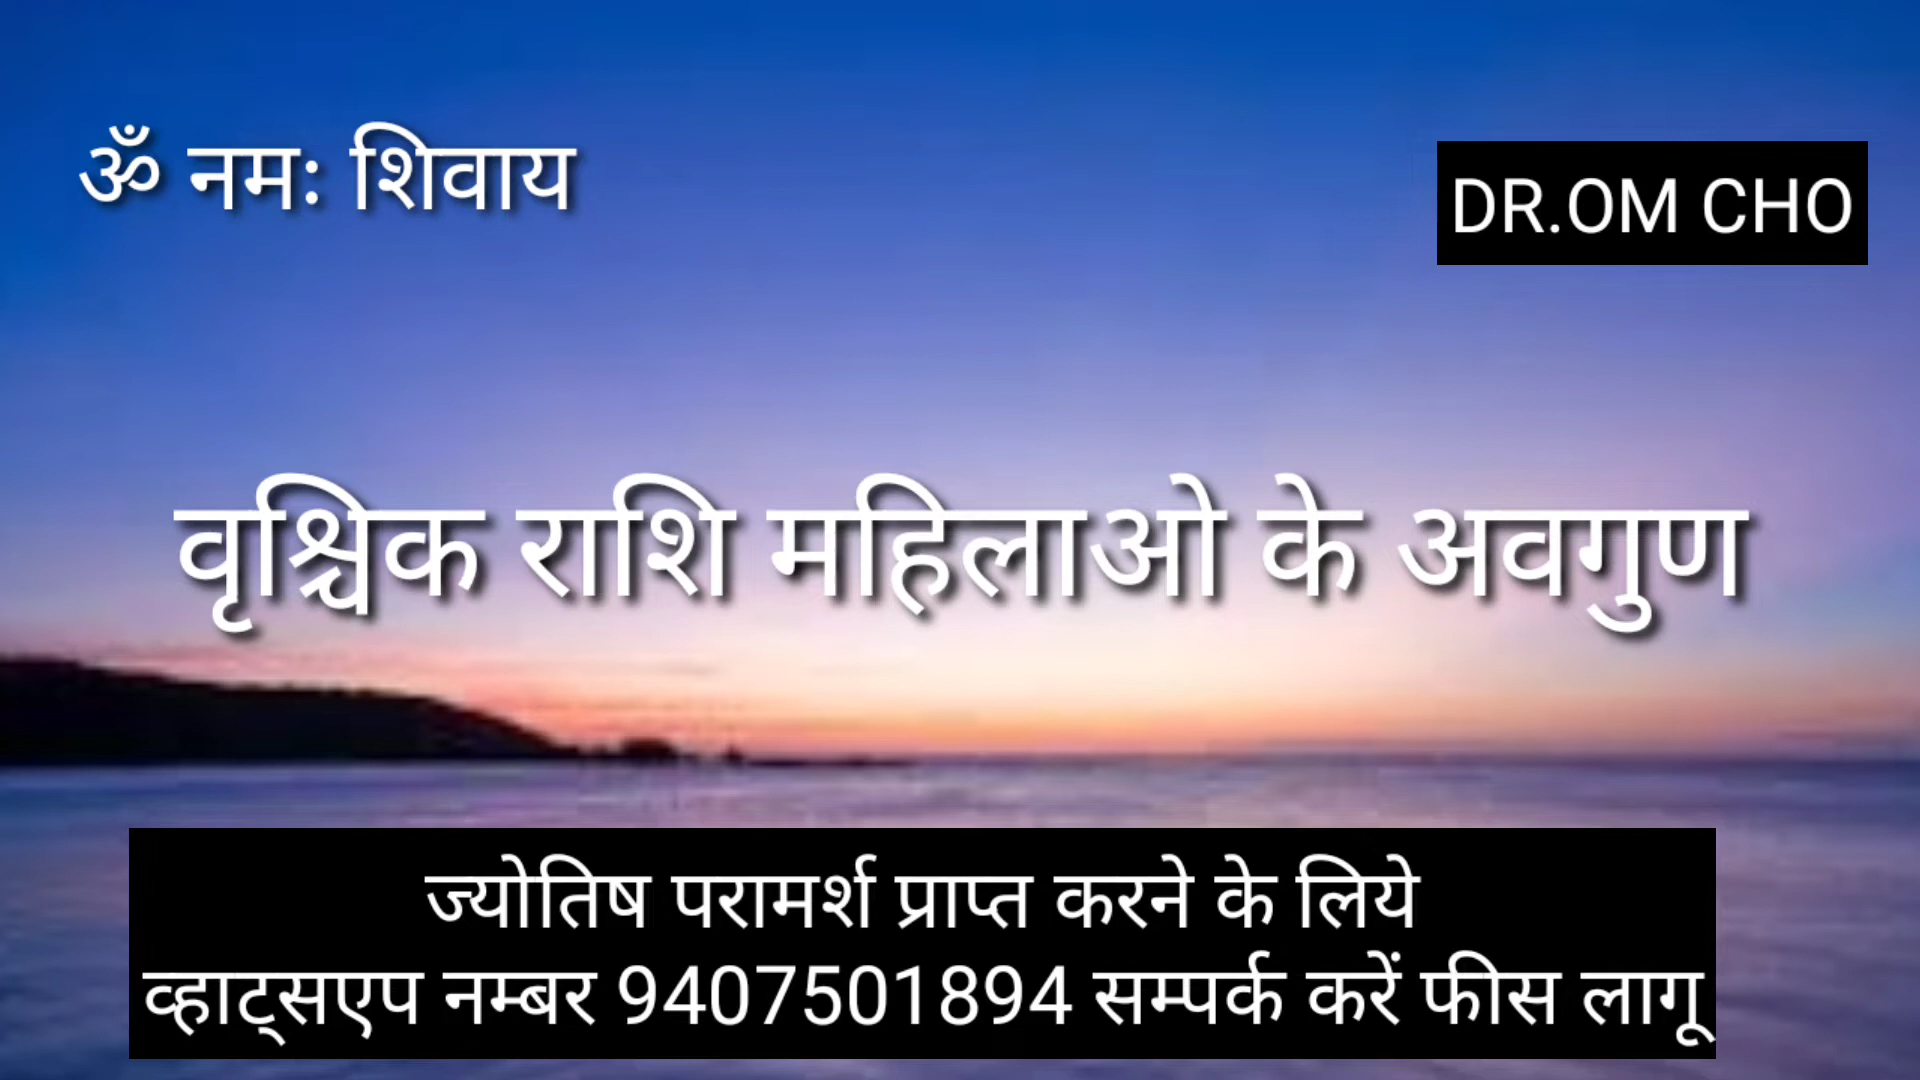 ॐ नमः शिवाय
DR.OM CHO
वृश्चिक राशि महिलाओ के अवगुण
ज्योतिष परामर्श प्राप्त करने के लिये
व्हाट्सएप नम्बर 9407501894 सम्पर्क करें फीस लागू